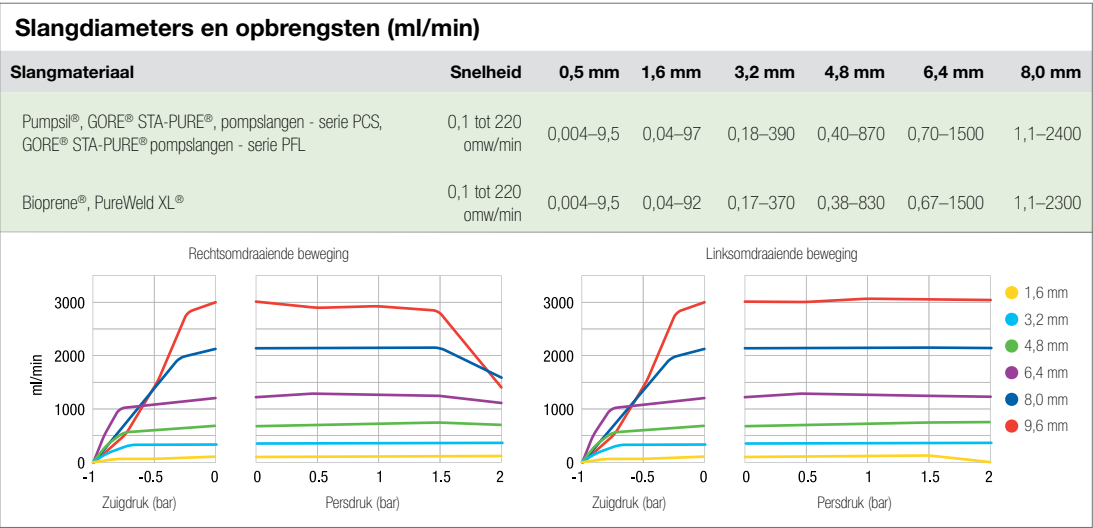 Slangdiameters en opbrengsten (ml/min)
Slangmateriaal Snelheid 0,5 mm 1,6 mm 3,2 mm 4,8 mm 6,4 mm 8,0 mm
Pumpsil®, GORE® STA-PURE®, pompslangen - serie PCS,
GORE® STA-PURE® pompslangen - serie PFL
0,1 tot 220
omw/min
0,004–9,5 0,04–97 0,18–390 0,40–870 0,70–1500 1,1–2400
Bioprene®, PureWeld XL®
0,1 tot 220
omw/min
0,004–9,5 0,04–92 0,17–370 0,38–830 0,67–1500 1,1–2300
Rechtsomdraaiende beweging
ml/min
3000
2000
1000
0
-1 -0.5 0
Zuigdruk (bar)
0 0.5 1 1.5 2
Persdruk (bar)
Linksomdraaiende beweging
3000
2000
1000
0
-1 -0.5 0
Zuigdruk (bar)
0 0.5 1 1.5 2
Persdruk (bar)
1,6 mm
3,2 mm
4,8 mm
6,4 mm
8,0 mm
9,6 mm